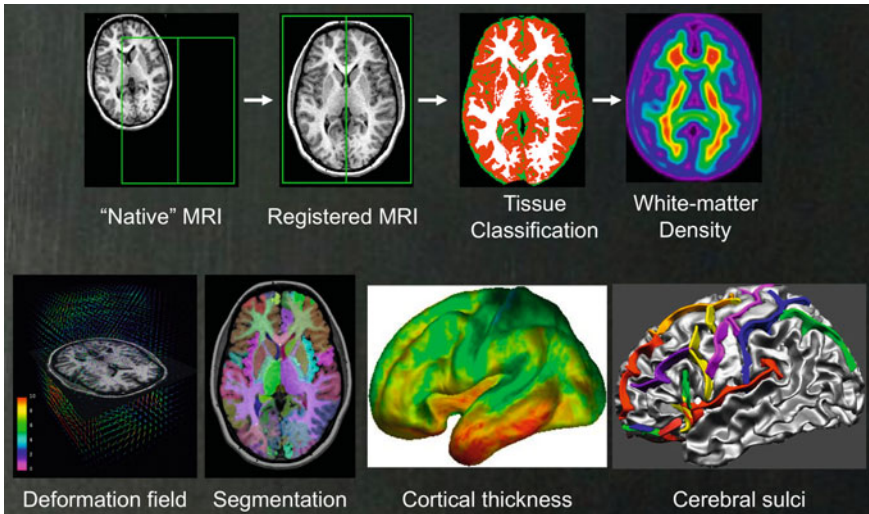 “Native” MRI
Registered MRI
Tissue
Classification
White-matter
Density
Deformation field
Segmentation
Cortical thickness
Cerebral sulci